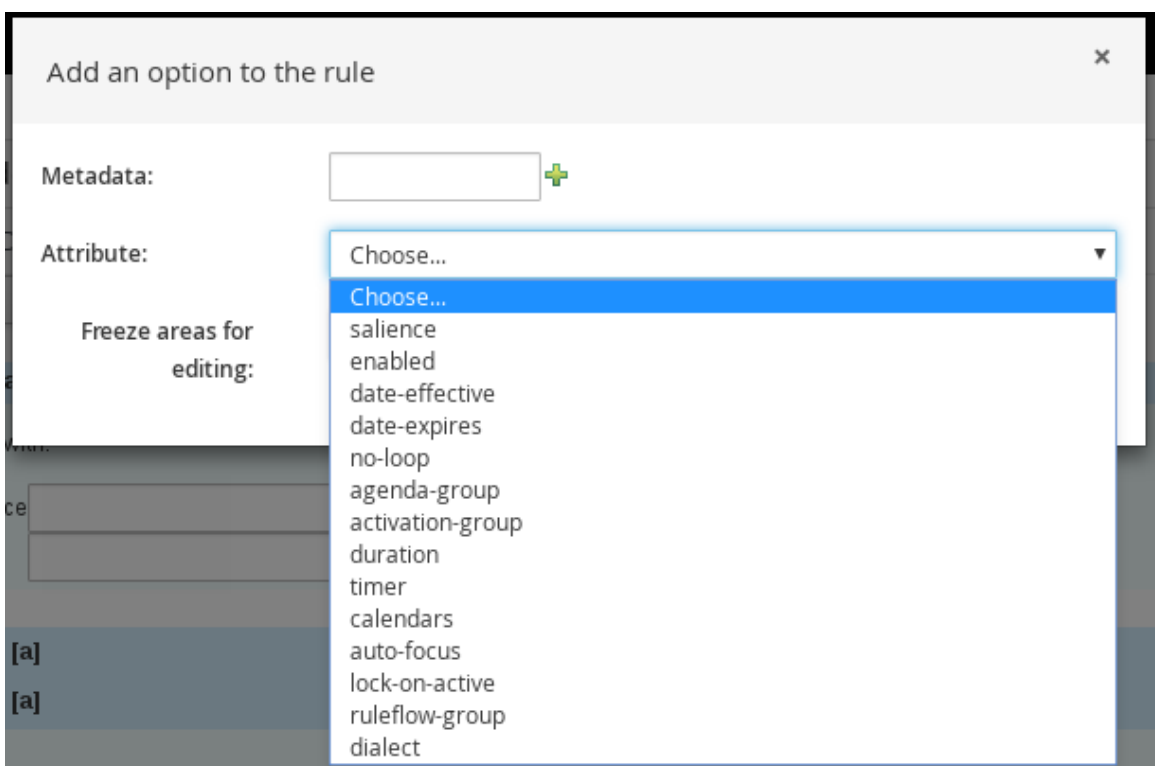 Add an option to the rule
×
Metadata:
Attribute:
Choose...
Choose...
salience
Freeze areas for
enabled
editing:
date-effective
date-expires
no-loop
agenda-group
ce
activation-group
duration
timer
calendars
[a]
auto-focus
lock-on-active
[a]
ruleflow-group
dialect